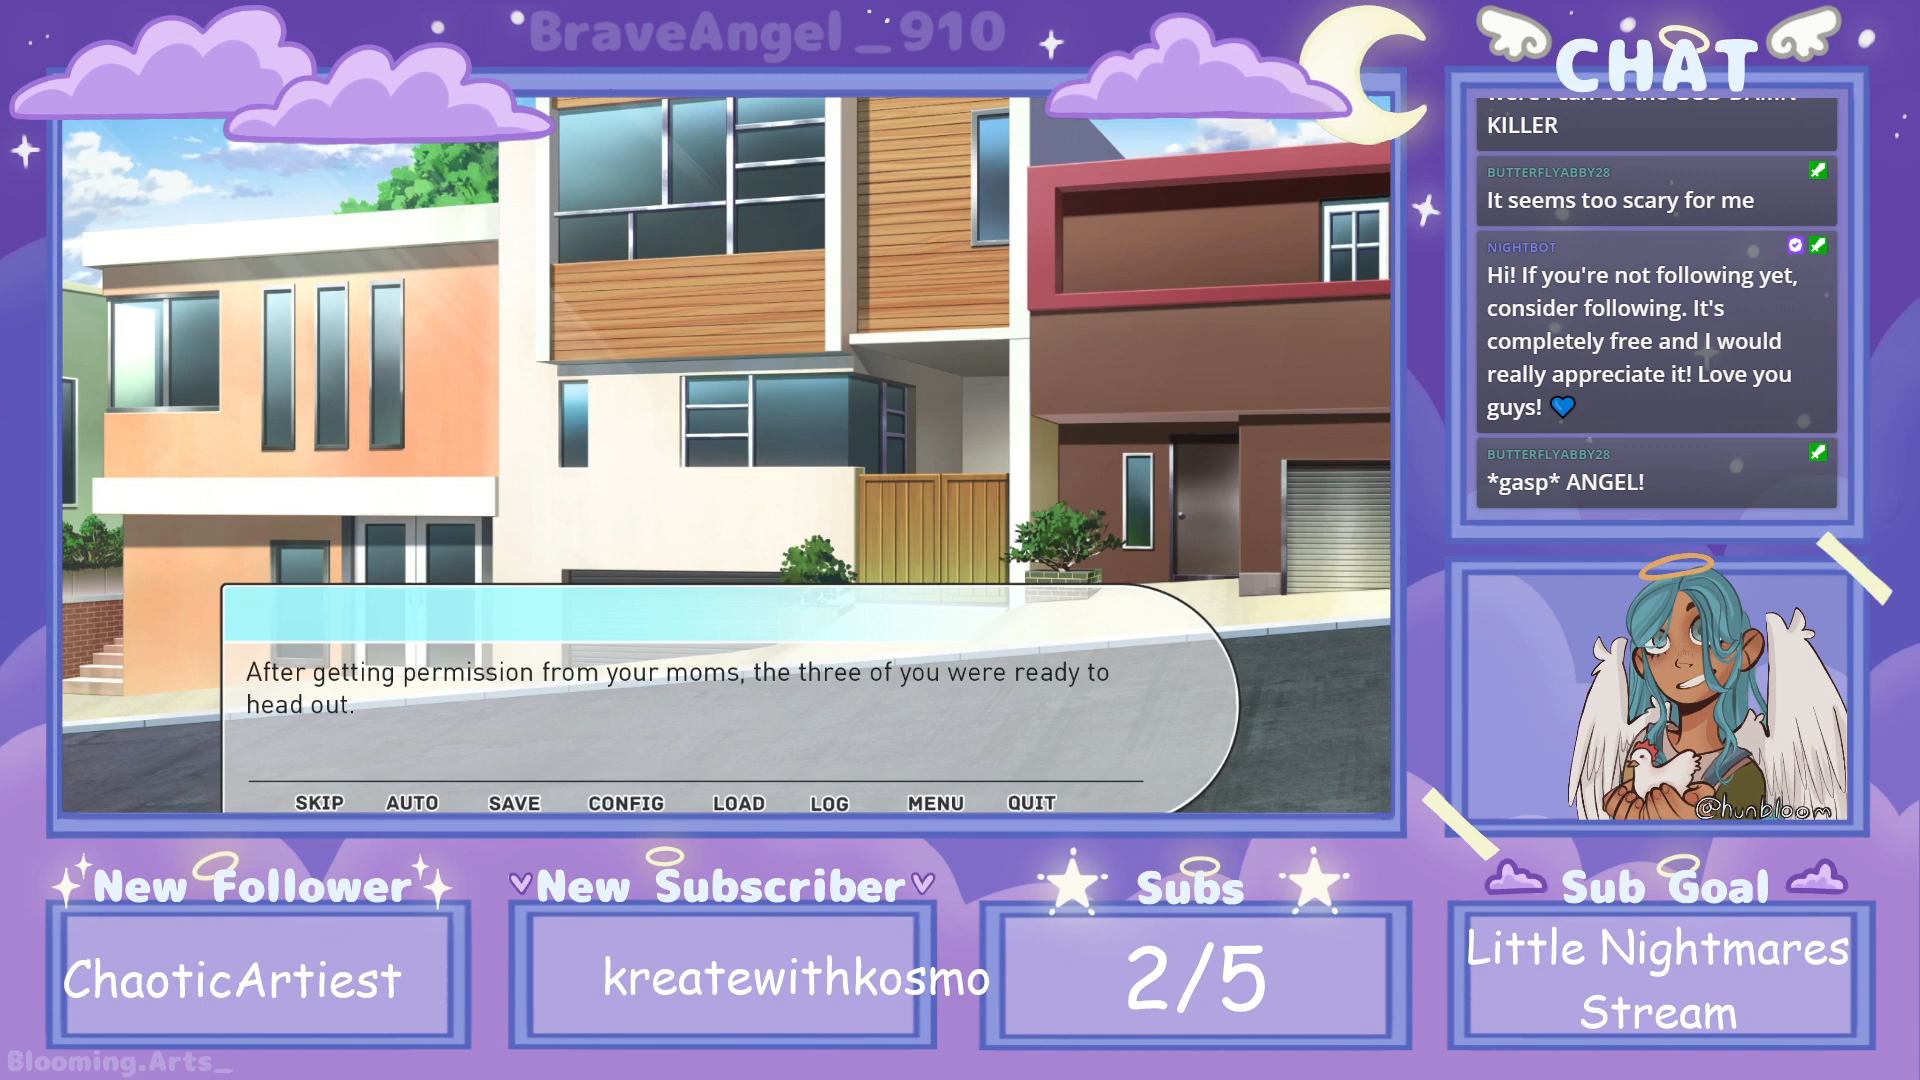 BraveAngel_910
CHAT
KILLER
BUTTERFLYABBY28
It seems too scary for me
NIGHTBOT
Hi! If you're not following yet,
consider following. It's
completely free and I would
really appreciate it! Love you
guys! 💙
BUTTERFLYABBY28
*gasp* ANGEL!
After getting permission from your moms, the three of you were ready to
head out.
SKIP AUTO SAVE CONFIG LOAD LOG MENU QUIT
@hunbloom
New Follower
ChaoticArtiest
New Subscriber
kreatewithkosmo
Subs
2/5
Sub Goal
Little Nightmares
Stream
Blooming.Arts_